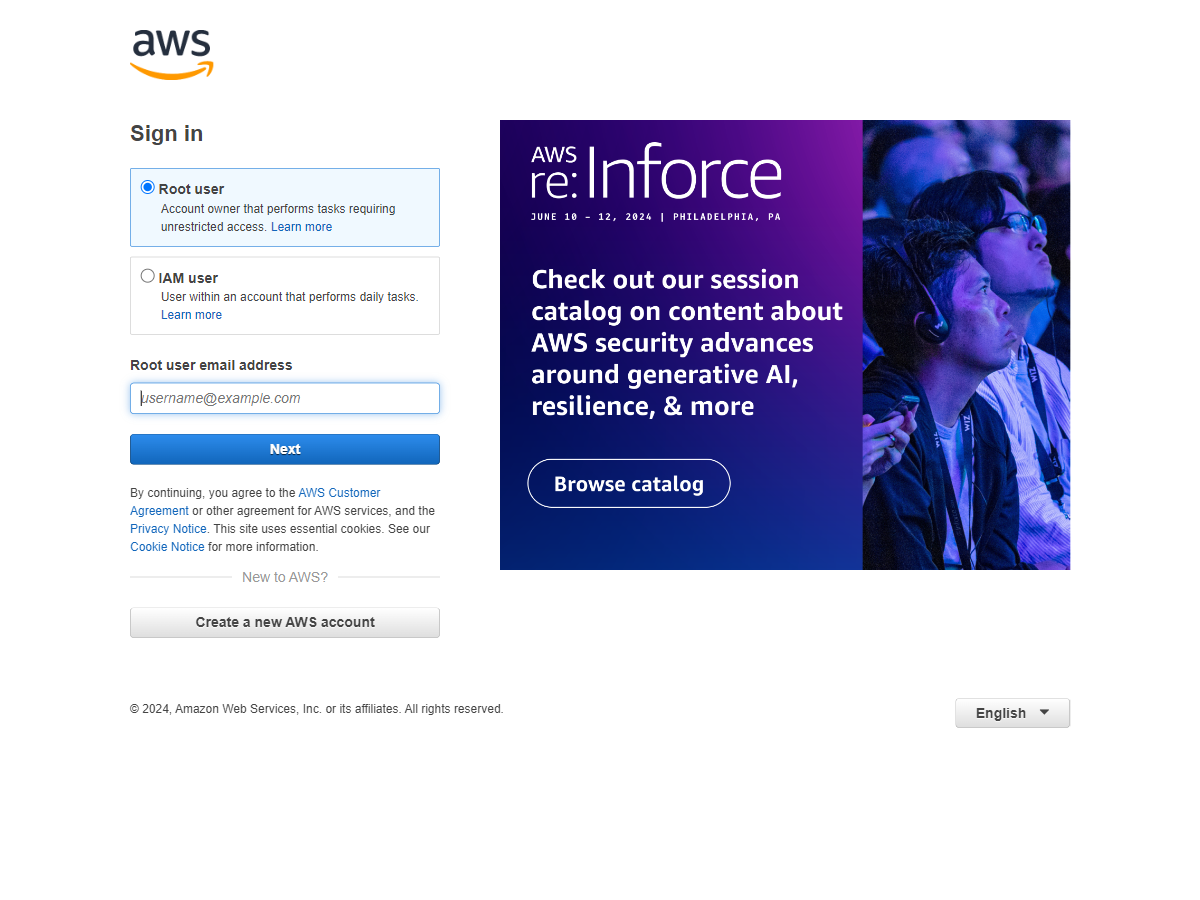 aws
Sign in
Root user
Account owner that performs tasks requiring
unrestricted access. Learn more
IAM user
User within an account that performs daily tasks.
Learn more
Root user email address
username@example.com
Next
By continuing, you agree to the AWS Customer
Agreement or other agreement for AWS services, and the
Privacy Notice. This site uses essential cookies. See our
Cookie Notice for more information.
New to AWS?
Create a new AWS account
AWS re:Inforce
JUNE 10 – 12, 2024 | PHILADELPHIA, PA
Check out our session
catalog on content about
AWS security advances
around generative AI,
resilience, & more
Browse catalog
WIZ
WIZ
WIZ
© 2024, Amazon Web Services, Inc. or its affiliates. All rights reserved.
English